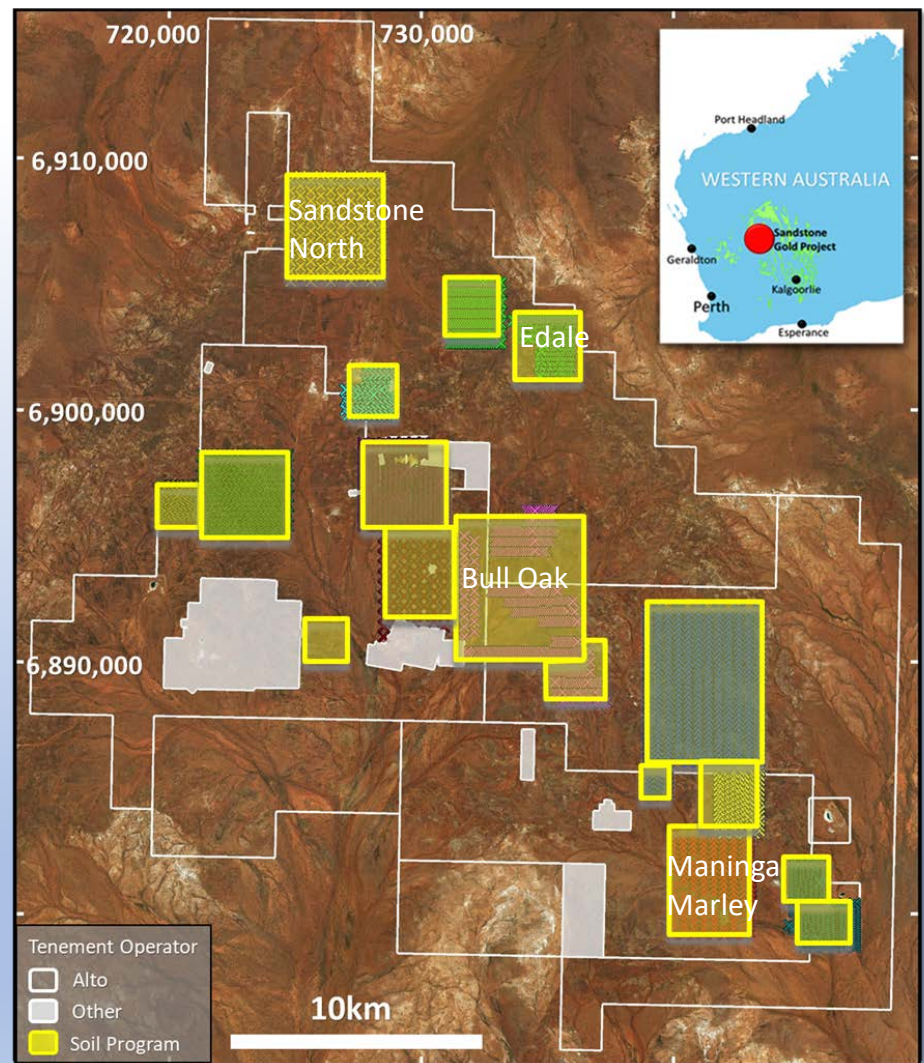 720,000
730,000
6,910,000
6,900,000
6,890,000
Port Headland
WESTERN AUSTRALIA
Sandstone
Gold Project
Geraldton
Kalgoorlie
Perth
Esperance
Sandstone
North
Edale
Bull Oak
Maninga
Marley
Tenement Operator
Alto
Other
Soil Program
10km